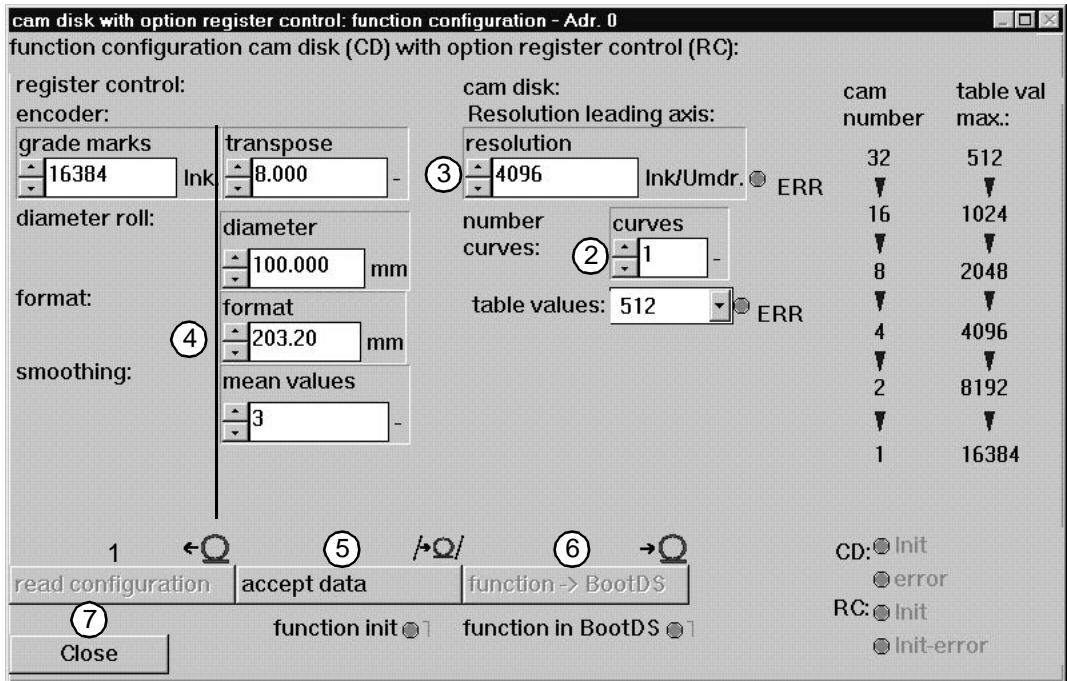 cam disk with option register control: function configuration - Adr. 0
function configuration cam disk (CD) with option register control (RC):
register control:
encoder:
grade marks
16384 Ink.
transpose
8.000 -
diameter roll:
diameter
100.000 mm
format:
format
203.20 mm
4
smoothing:
mean values
3 -
cam disk:
Resolution leading axis:
resolution
3 4096 Ink/Umdr. ERR
number
curves:
curves
2 1 -
table values: 512 ERR
cam
number
table val
max.:
32 512
16 1024
8 2048
4 4096
2 8192
1 16384
1 5 6
read configuration accept data function -> BootDS
7
Close
function init 7 function in BootDS 7
CD: Init
error
RC: Init
Init-error